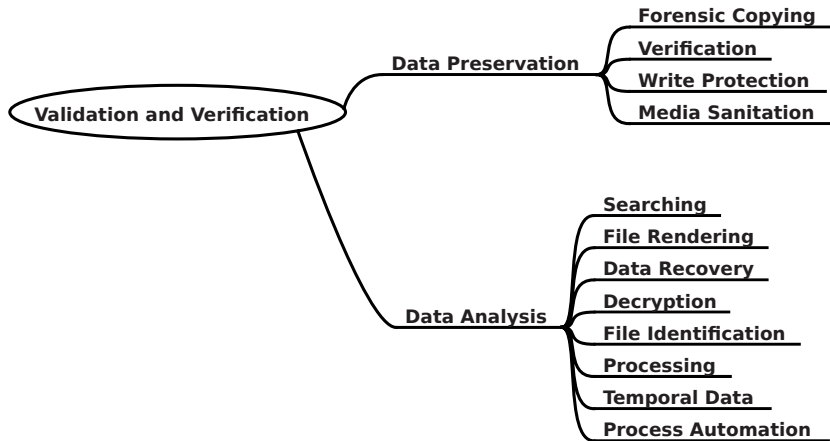 Validation and Verification
Data Preservation
Forensic Copying
Verification
Write Protection
Media Sanitation
Data Analysis
Searching
File Rendering
Data Recovery
Decryption
File Identification
Processing
Temporal Data
Process Automation